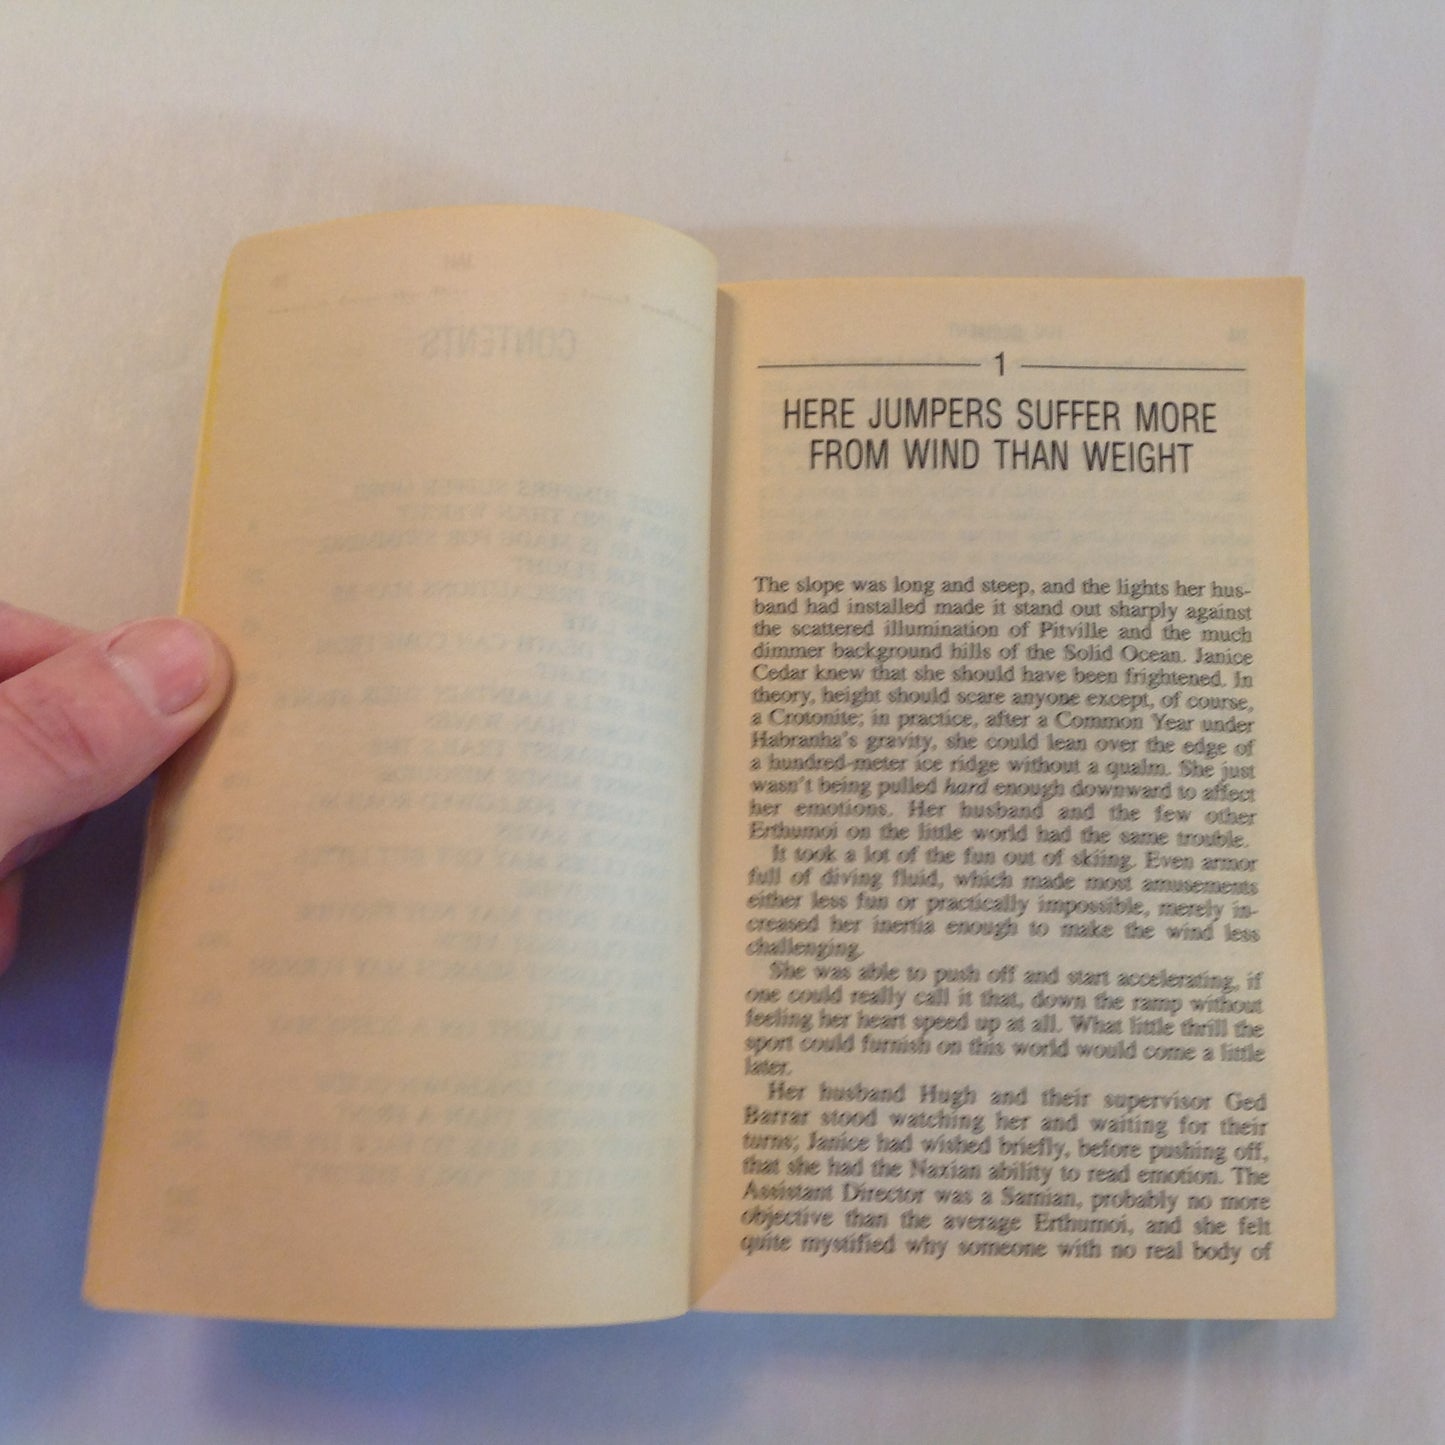 CONTENTS
1
HERE JUMPERS SUFFER MORE
FROM WIND THAN WEIGHT
The slope was long and steep, and the lights her hus-
band had installed made it stand out sharply against
the scattered illumination of Pitville and the much
dimmer background hills of the Solid Ocean. Janice
Cedar knew that she should have been frightened. In
theory, height should scare anyone except, of course,
a Crotonite; in practice, after a Common Year under
Habranha's gravity, she could lean over the edge of
a hundred-meter ice ridge without a qualm. She just
wasn't being pulled hard enough downward to affect
her emotions. Her husband and the few other
Erthumoi on the little world had the same trouble.
It took a lot of the fun out of skiing. Even armor
full of diving fluid, which made most amusements
either less fun or practically impossible, merely in-
creased her inertia enough to make the wind less
challenging.
She was able to push off and start accelerating, if
one could really call it that, down the ramp without
feeling her heart speed up at all. What little thrill the
sport could furnish on this world would come a little
later.
Her husband Hugh and their supervisor Ged
Barrar stood watching her and waiting for their
turns; Janice had wished briefly, before pushing off,
that she had the Naxian ability to read emotion. The
Assistant Director was a Samian, probably no more
objective than the average Erthumoi, and she felt
quite mystified why someone with no real body of